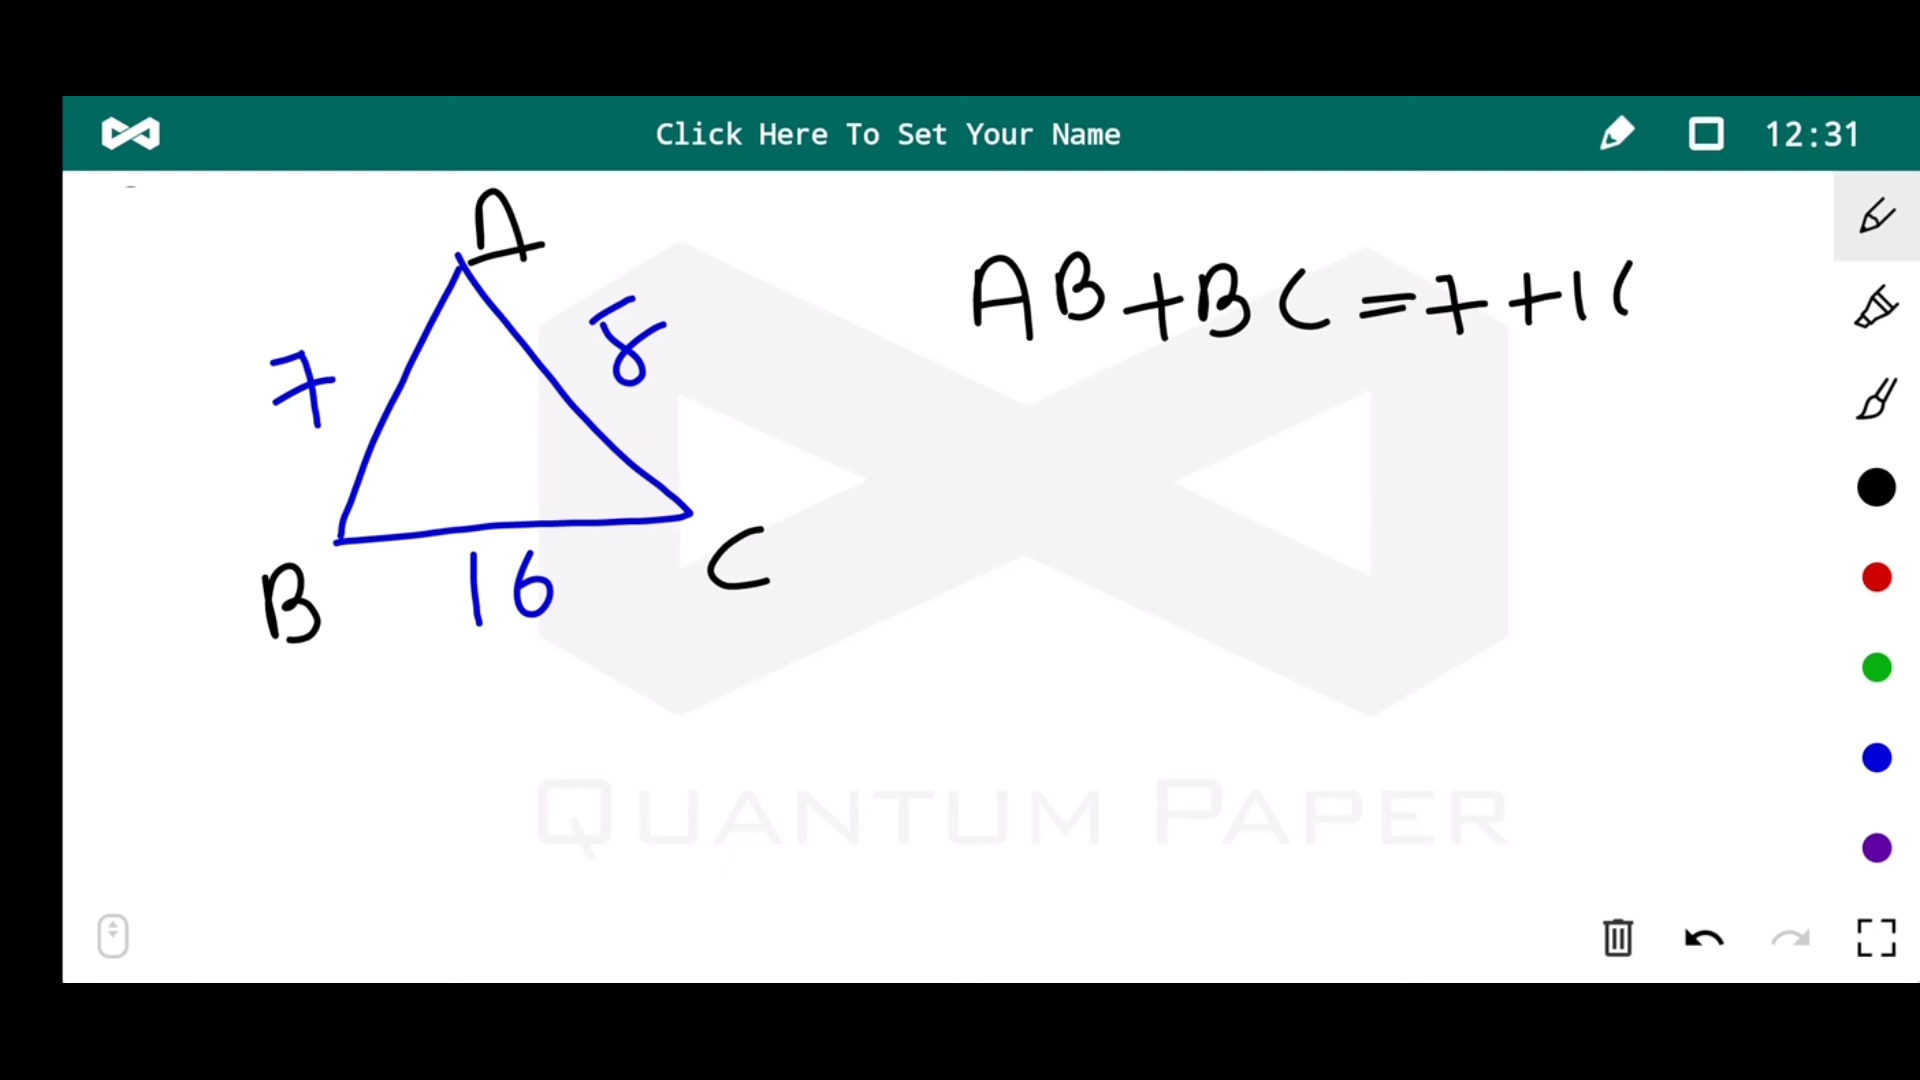 Click Here To Set Your Name
12:31
A
AB+BC=7+1(
7
8
B
16
C
QUANTUM PAPER